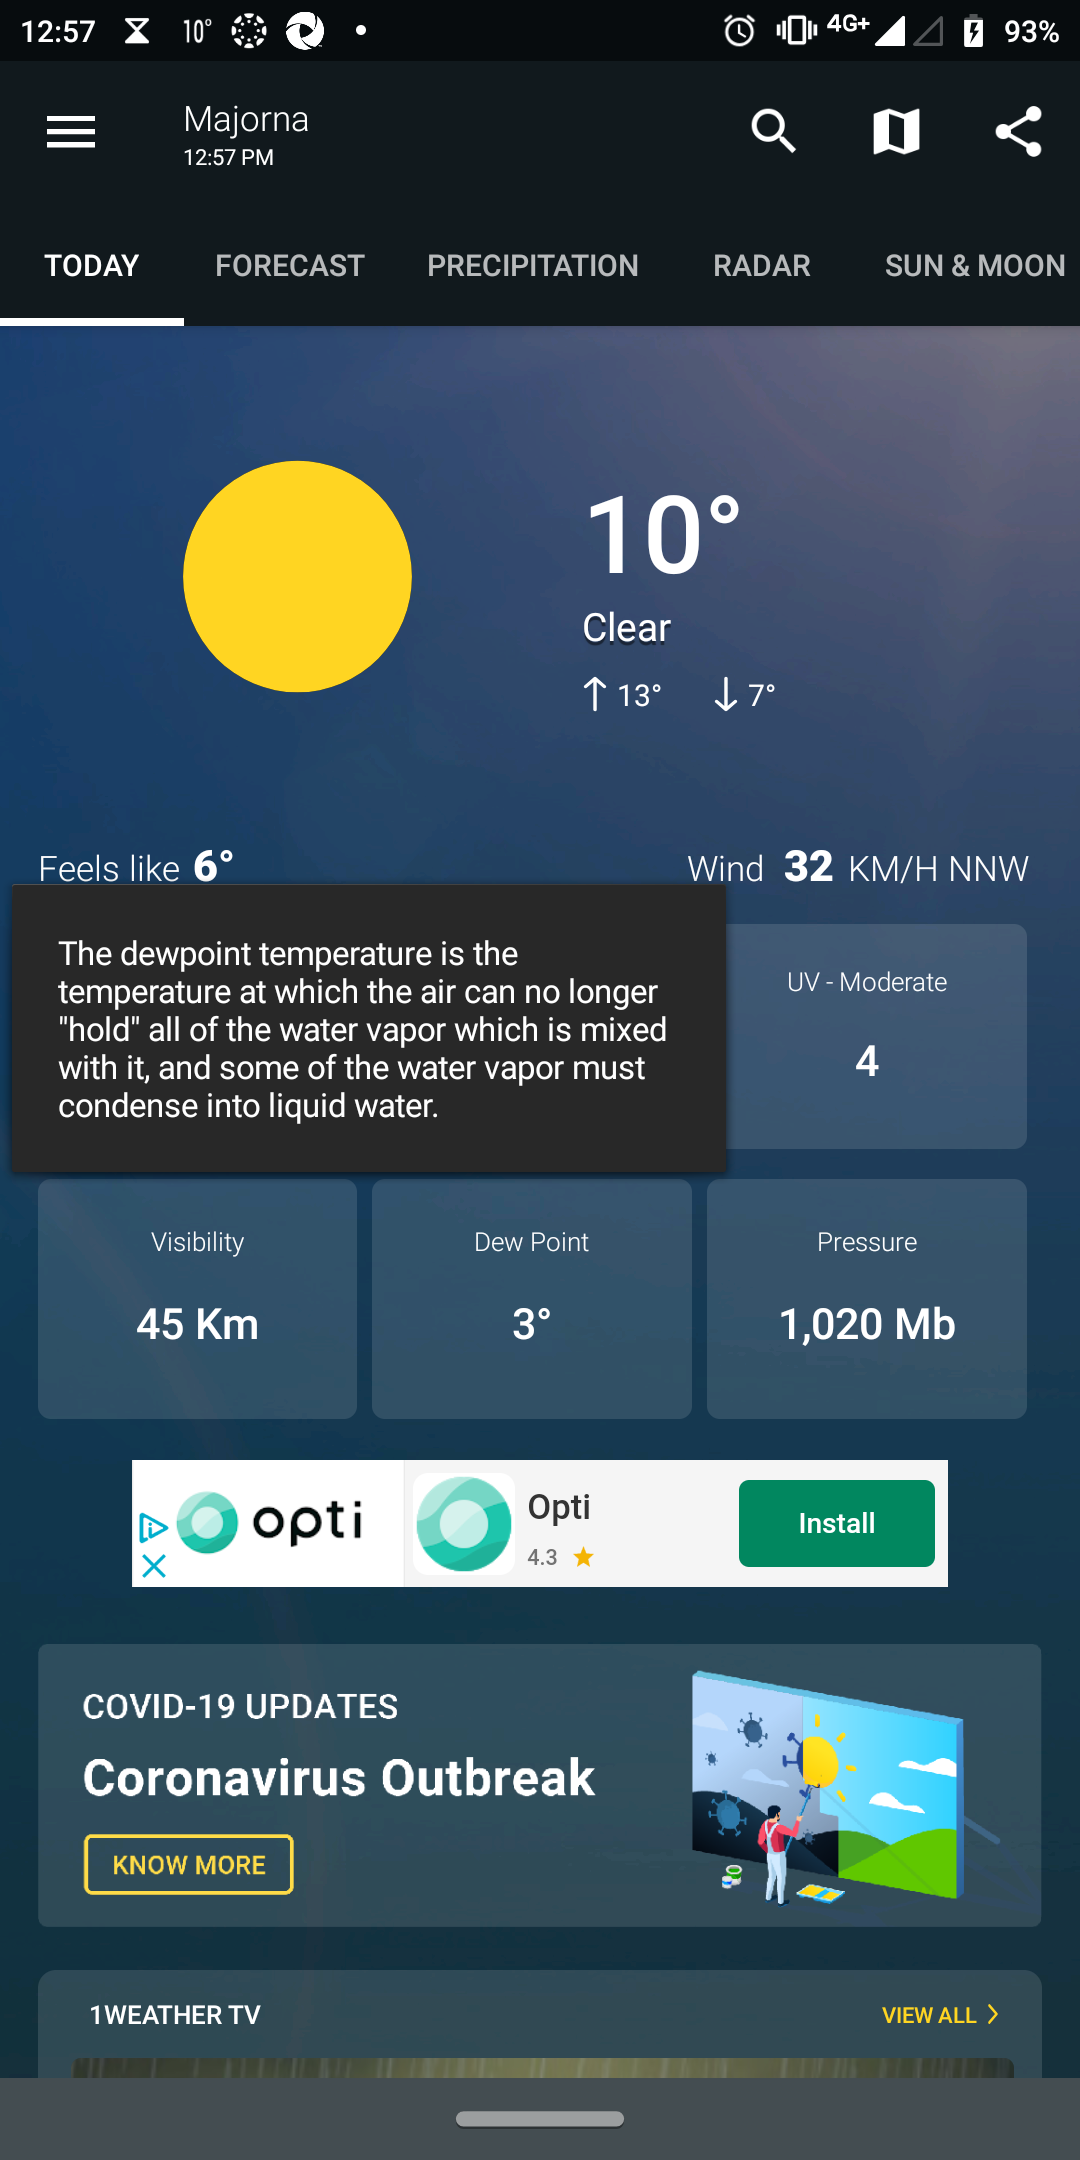 12:57 10° 4G+ 93%
Majorna
12:57 PM
TODAY FORECAST PRECIPITATION RADAR SUN & MOON
10°
Clear
↑ 13° ↓ 7°
Feels like 6° Wind 32 KM/H NNW
The dewpoint temperature is the
temperature at which the air can no longer
"hold" all of the water vapor which is mixed
with it, and some of the water vapor must
condense into liquid water.
UV - Moderate
4
Visibility Dew Point Pressure
45 Km 3° 1,020 Mb
opti
Opti
4.3
Install
COVID-19 UPDATES
Coronavirus Outbreak
KNOW MORE
1WEATHER TV VIEW ALL